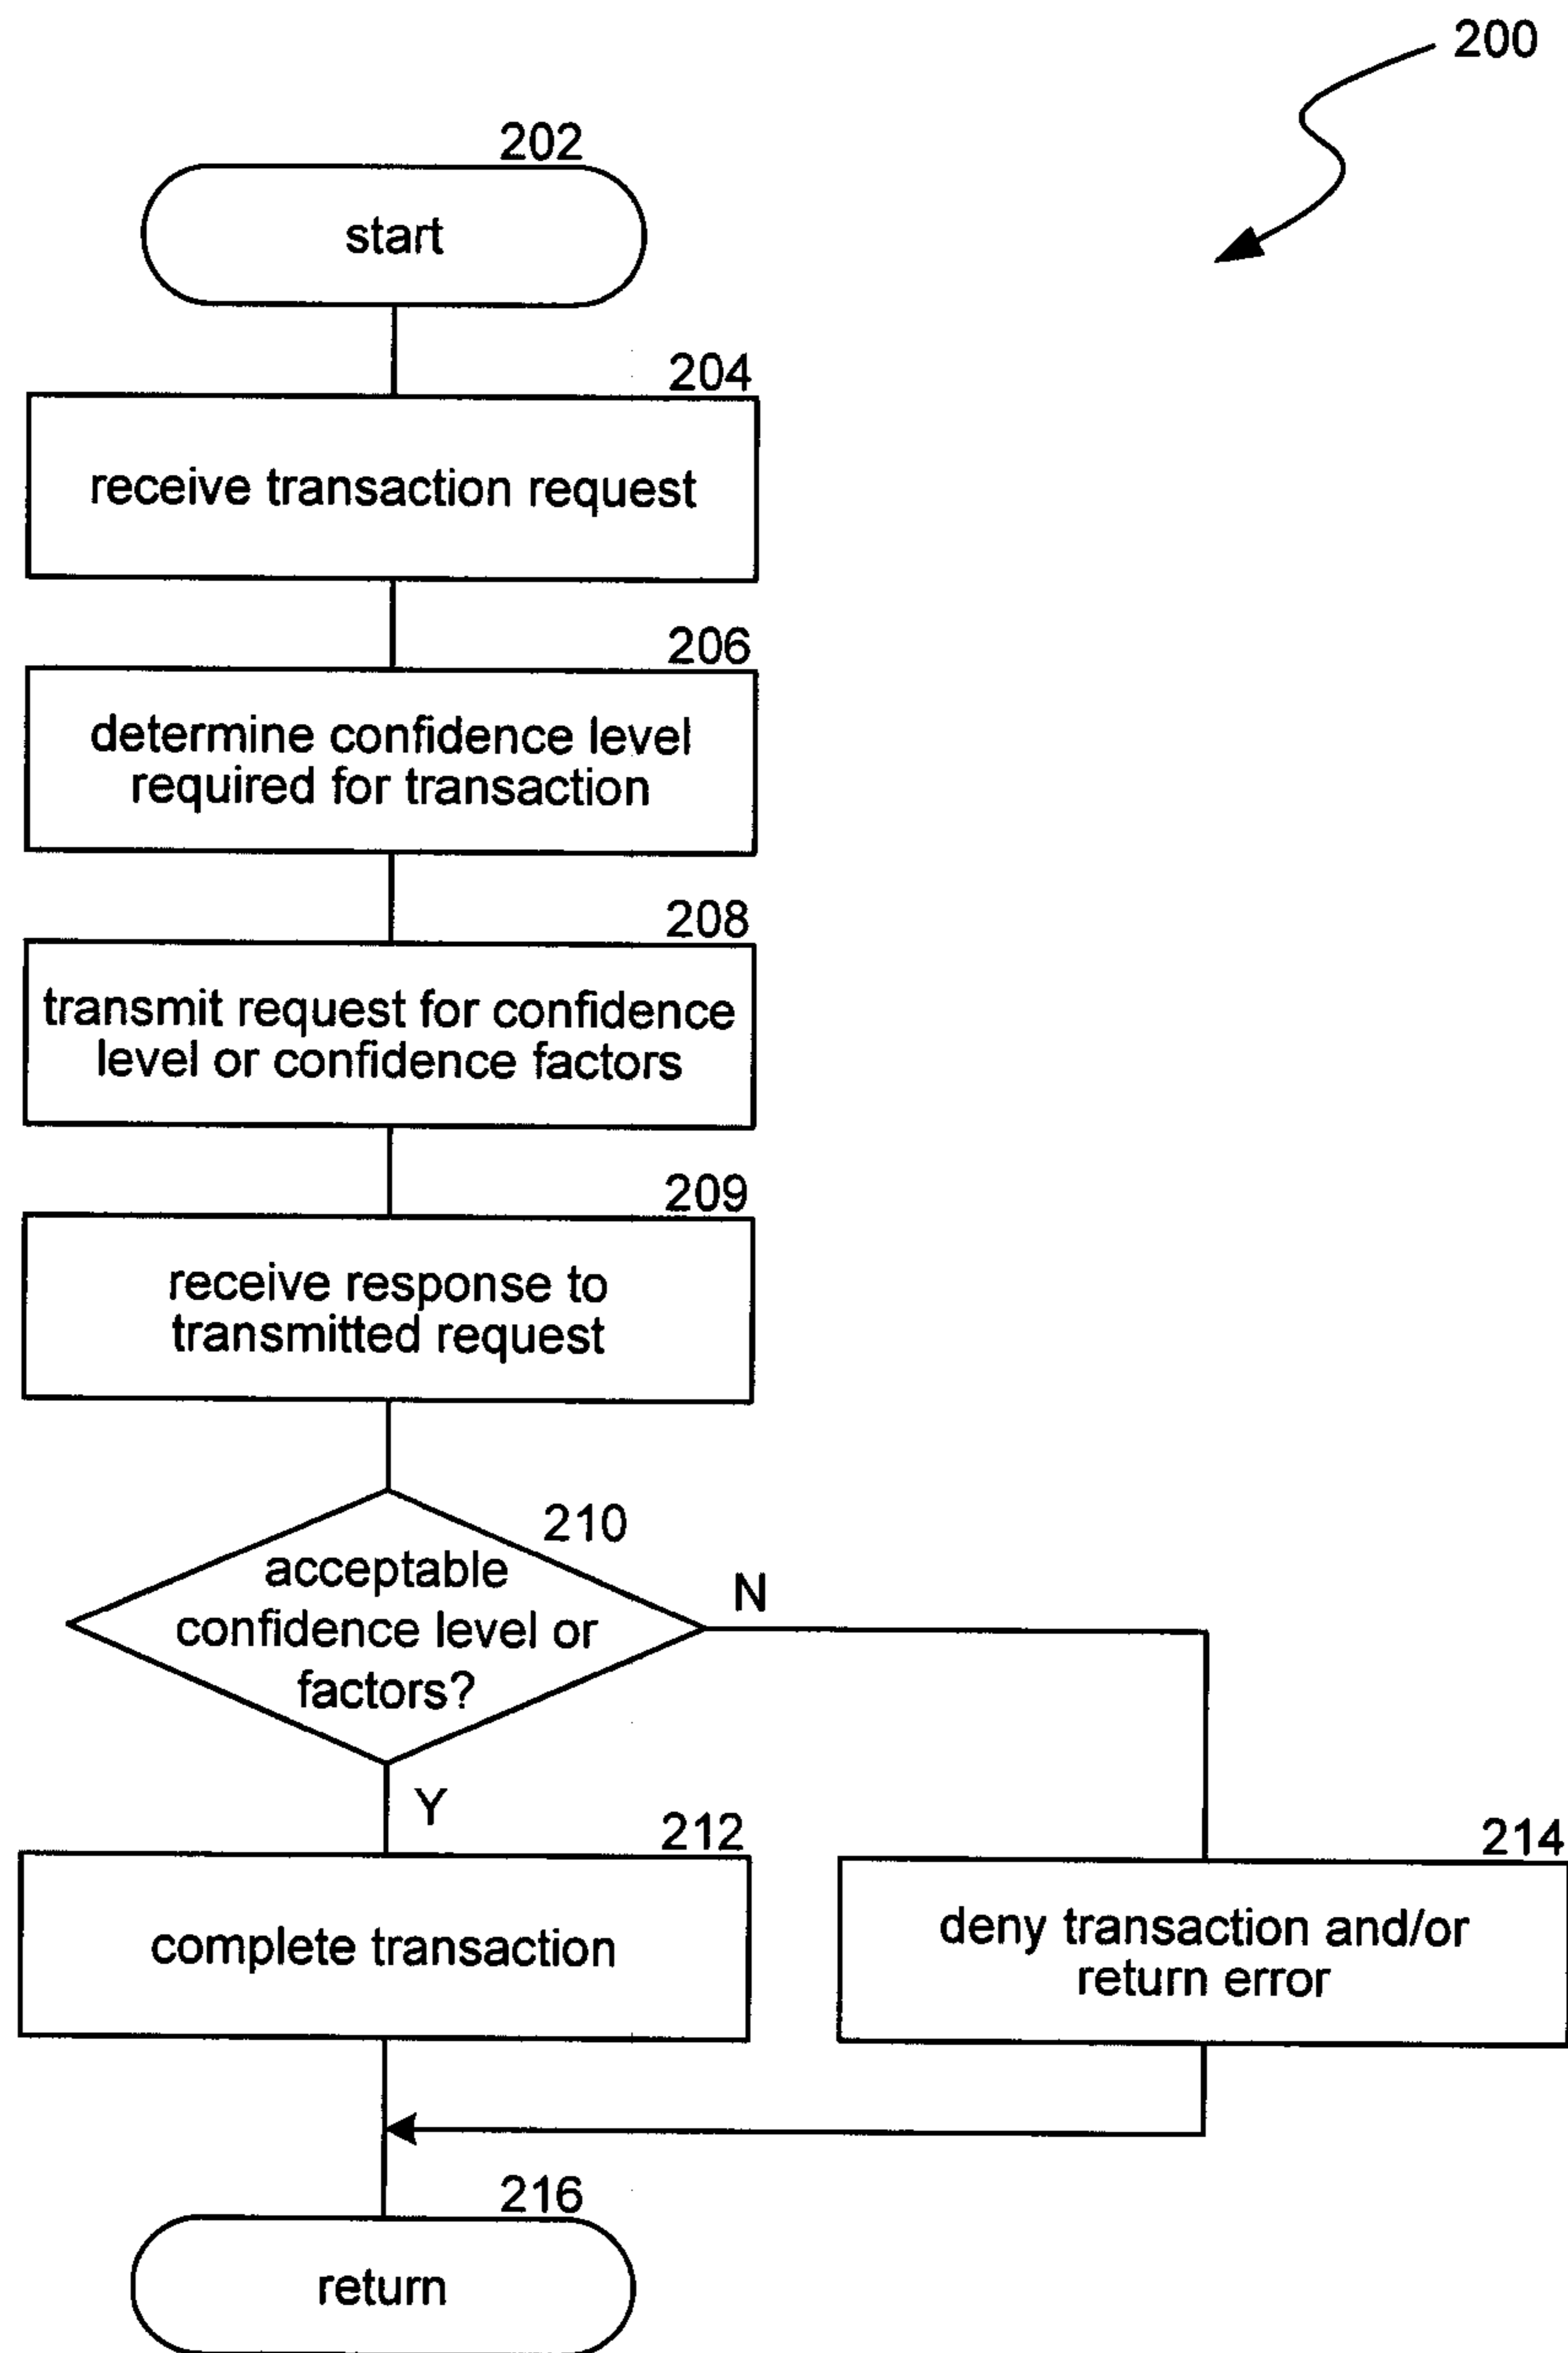 200
202
start
204
receive transaction request
206
determine confidence level
required for transaction
208
transmit request for confidence
level or confidence factors
209
receive response to
transmitted request
210
acceptable
confidence level or
factors?
N
Y
212
complete transaction
214
deny transaction and/or
return error
216
return